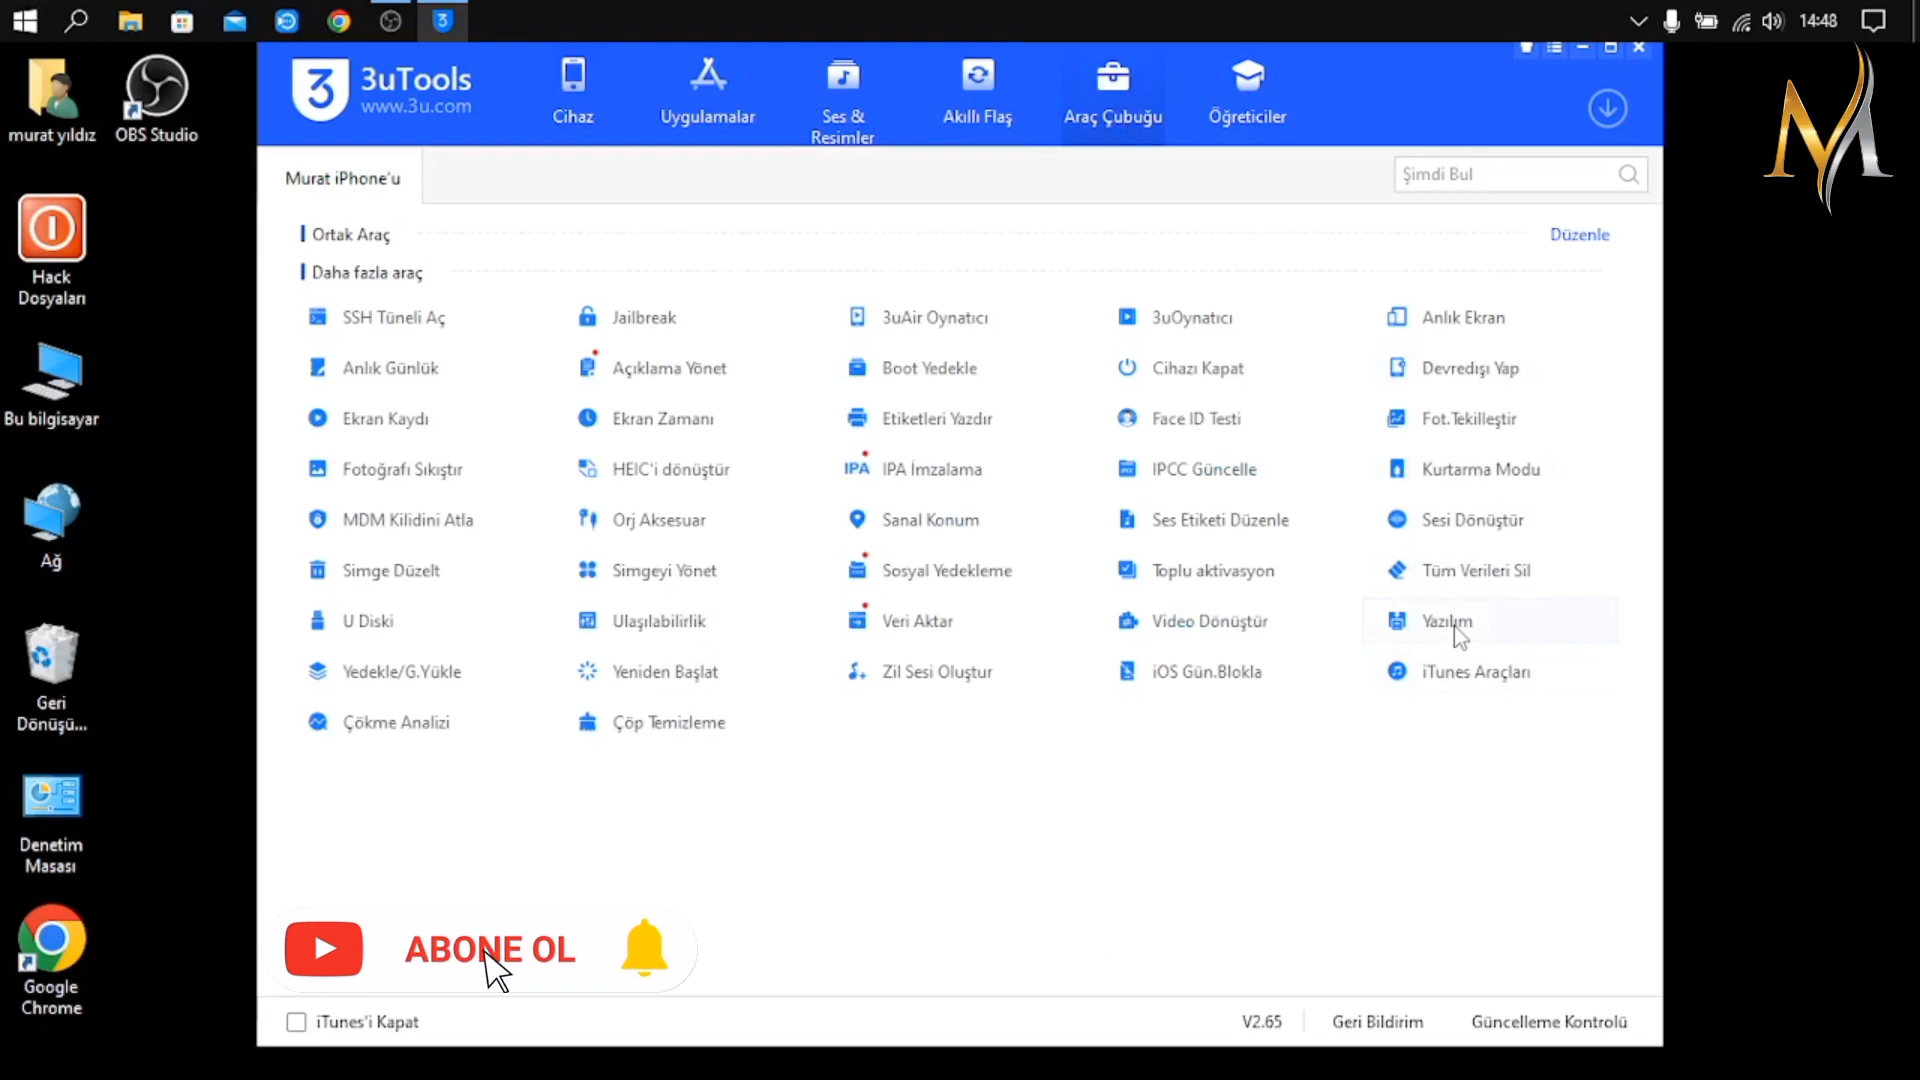 14:48
murat yıldız
OBS Studio
Hack
Dosyaları
Bu bilgisayar
Ağ
Geri
Dönüşü...
Denetim
Masası
Google
Chrome
3
3uTools
www.3u.com
Cihaz
Uygulamalar
Ses &
Resimler
Akıllı Flaş
Araç Çubuğu
Öğreticiler
Murat iPhone'u
Şimdi Bul
Ortak Araç
Düzenle
Daha fazla araç
SSH Tüneli Aç
Jailbreak
3uAir Oynatıcı
3uOynatıcı
Anlık Ekran
Anlık Günlük
Açıklama Yönet
Boot Yedekle
Cihazı Kapat
Devredışı Yap
Ekran Kaydı
Ekran Zamanı
Etiketleri Yazdır
Face ID Testi
Fot.Tekilleştir
Fotoğrafı Sıkıştır
HEIC'i dönüştür
IPA IPA İmzalama
IPCC Güncelle
Kurtarma Modu
MDM Kilidini Atla
Orj Aksesuar
Sanal Konum
Ses Etiketi Düzenle
Sesi Dönüştür
Simge Düzelt
Simgeyi Yönet
Sosyal Yedekleme
Toplu aktivasyon
Tüm Verileri Sil
U Diski
Ulaşılabilirlik
Veri Aktar
Video Dönüştür
Yazılım
Yedekle/G.Yükle
Yeniden Başlat
Zil Sesi Oluştur
iOS Gün.Blokla
iTunes Araçları
Çökme Analizi
Çöp Temizleme
ABONE OL
iTunes'i Kapat
V2.65
Geri Bildirim
Güncelleme Kontrolü
M